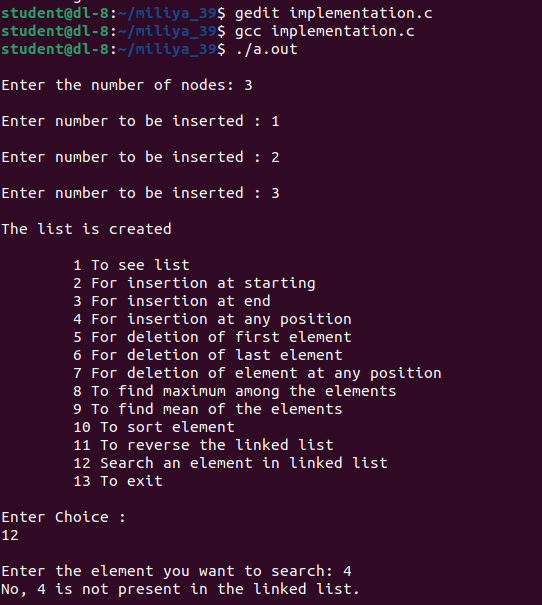 student@dl-8:~/miliya_39$ gedit implementation.c
student@dl-8:~/miliya_39$ gcc implementation.c
student@dl-8:~/miliya_39$ ./a.out
Enter the number of nodes: 3
Enter number to be inserted : 1
Enter number to be inserted : 2
Enter number to be inserted : 3
The list is created
1 To see list
2 For insertion at starting
3 For insertion at end
4 For insertion at any position
5 For deletion of first element
6 For deletion of last element
7 For deletion of element at any position
8 To find maximum among the elements
9 To find mean of the elements
10 To sort element
11 To reverse the linked list
12 Search an element in linked list
13 To exit
Enter Choice :
12
Enter the element you want to search: 4
No, 4 is not present in the linked list.